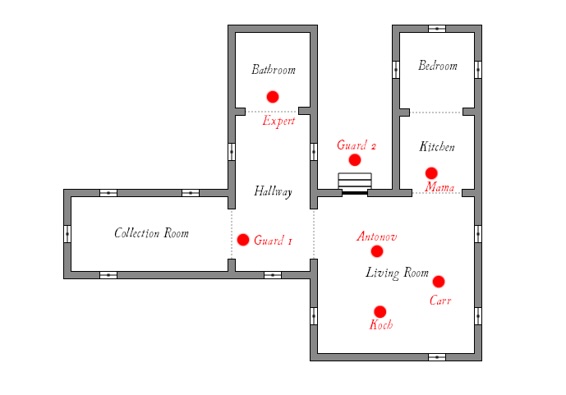 Bathroom
Bedroom
Expert
Guard 2
Kitchen
Mama
Hallway
Collection Room
Guard 1
Antonov
Living Room
Carr
Koch